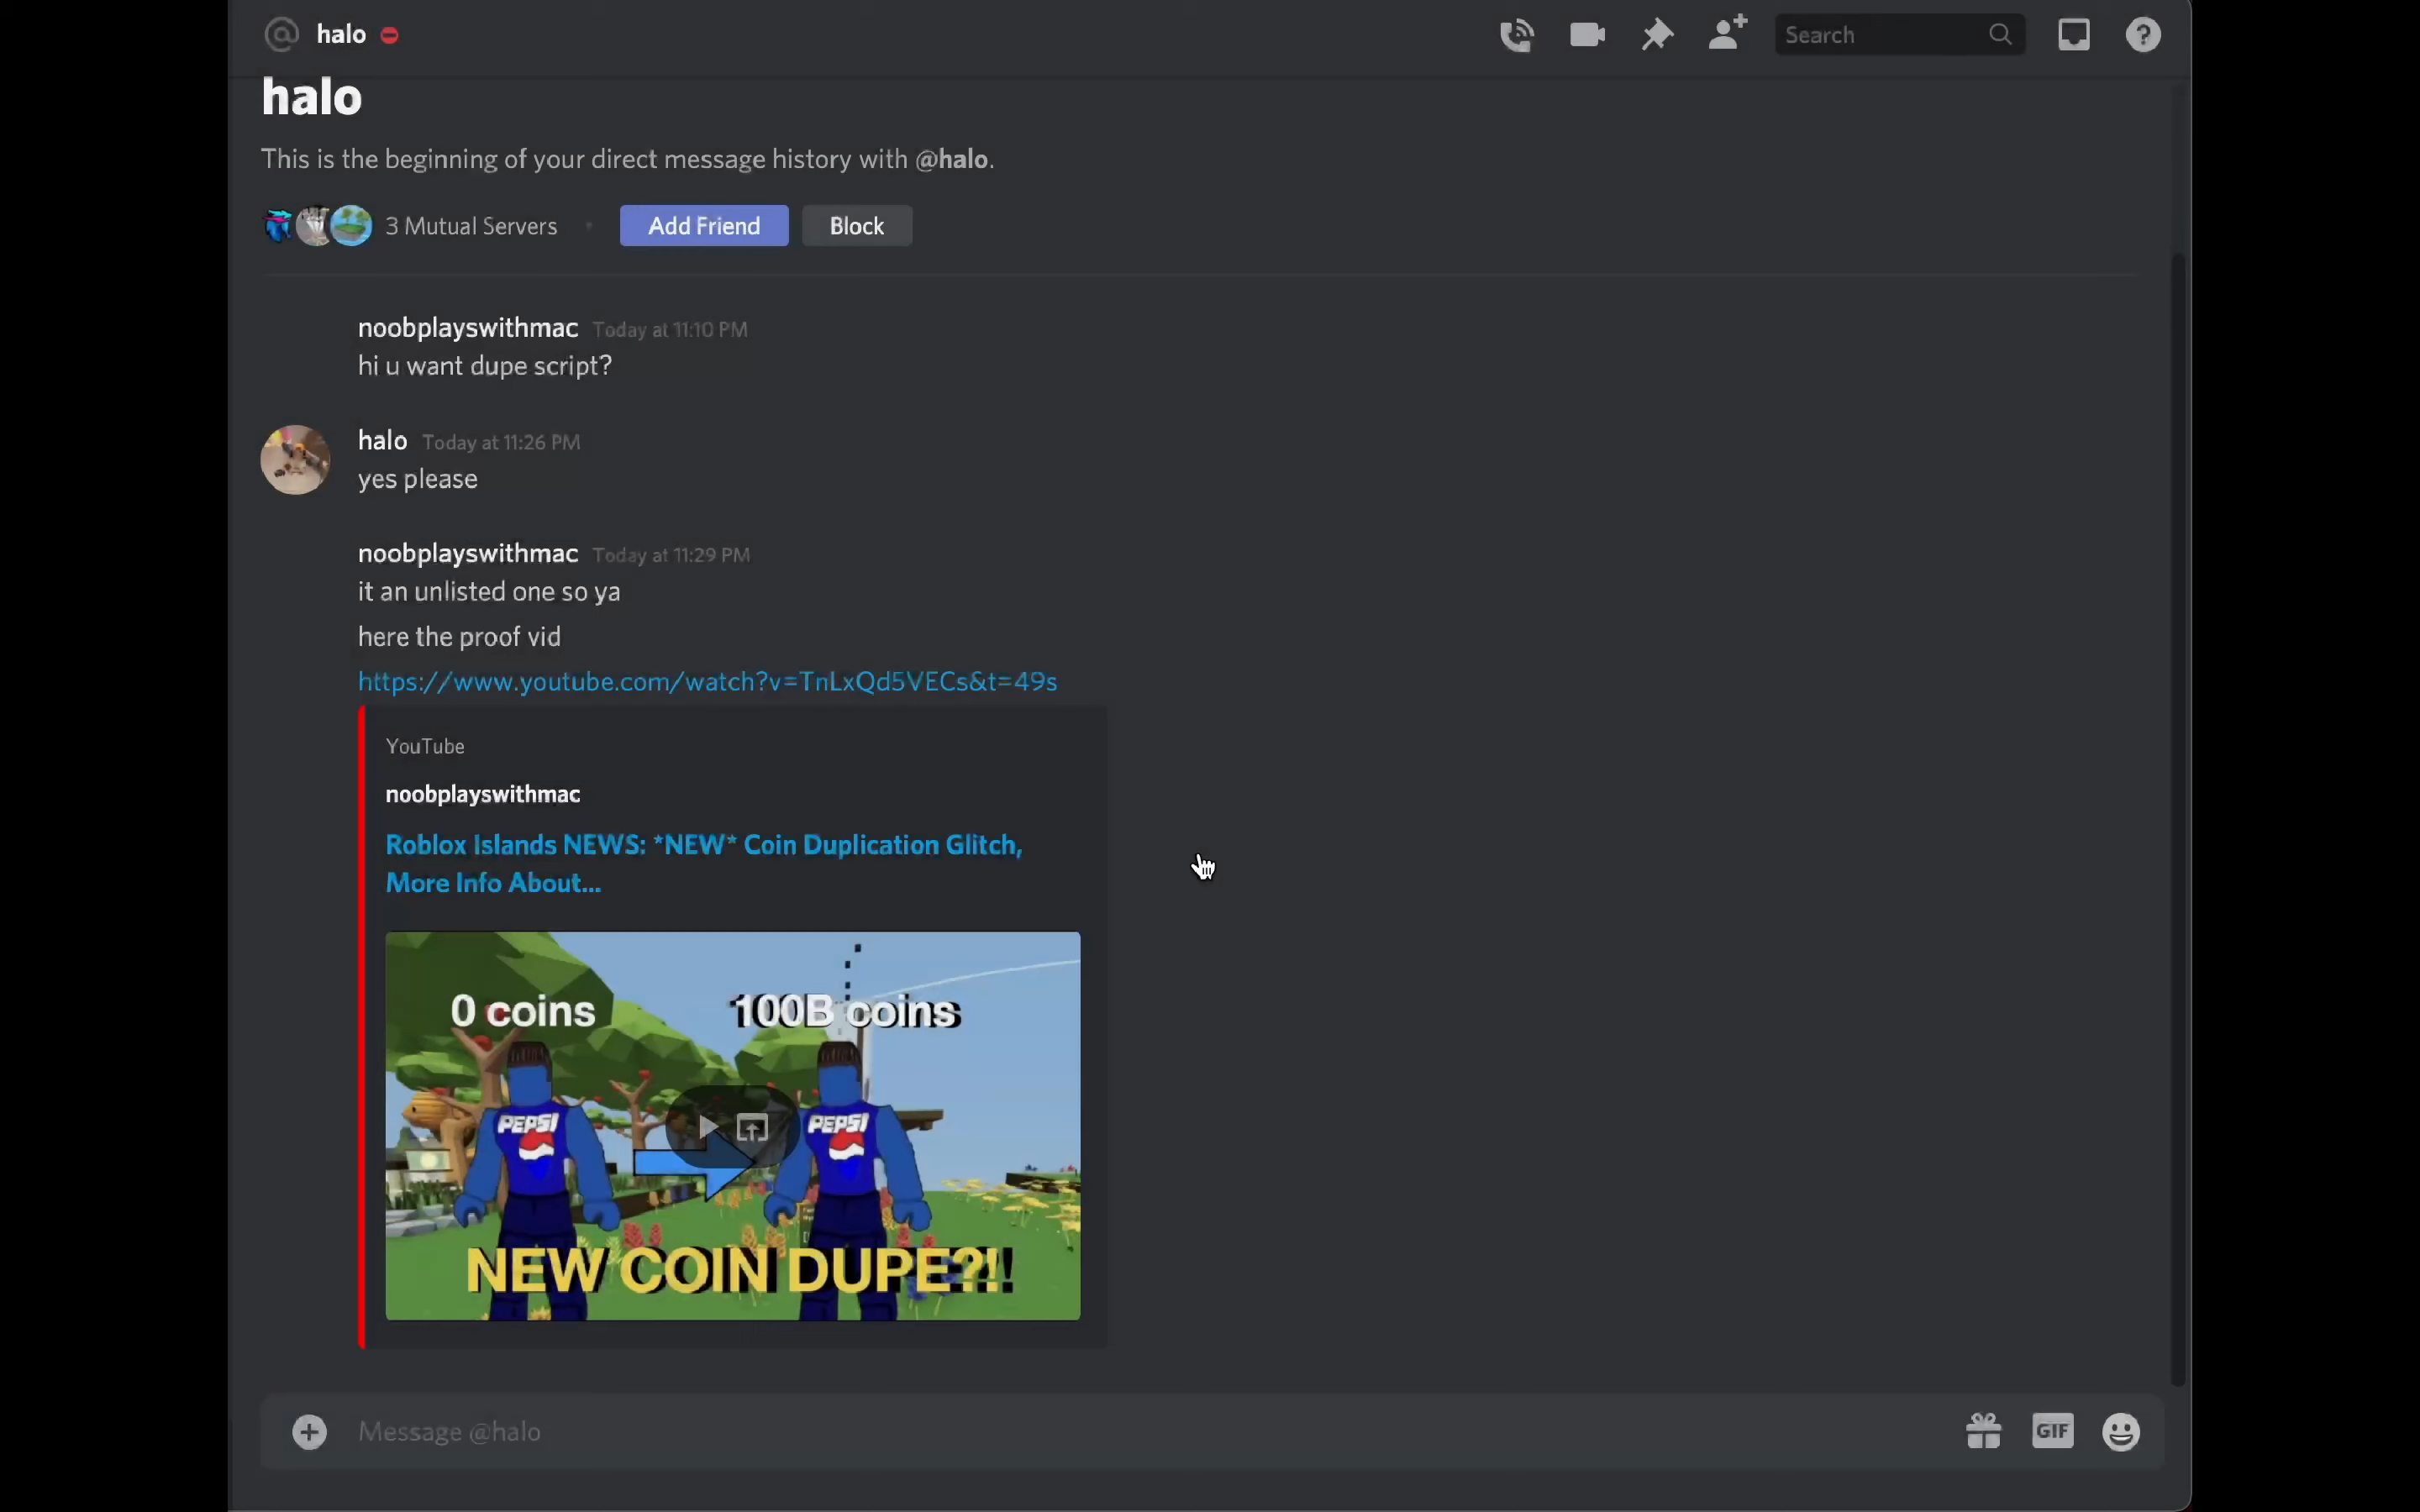 @ halo
Search
halo
This is the beginning of your direct message history with @halo.
3 Mutual Servers
Add Friend
Block
noobplayswithmac Today at 11:10 PM
hi u want dupe script?
halo Today at 11:26 PM
yes please
noobplayswithmac Today at 11:29 PM
it an unlisted one so ya
here the proof vid
https://www.youtube.com/watch?v=TnLxQd5VECs&t=49s
YouTube
noobplayswithmac
Roblox Islands NEWS: *NEW* Coin Duplication Glitch,
More Info About...
0 coins 100B coins
PEPSI PEPSI
NEW COIN DUPE?!!
Message @halo
GIF